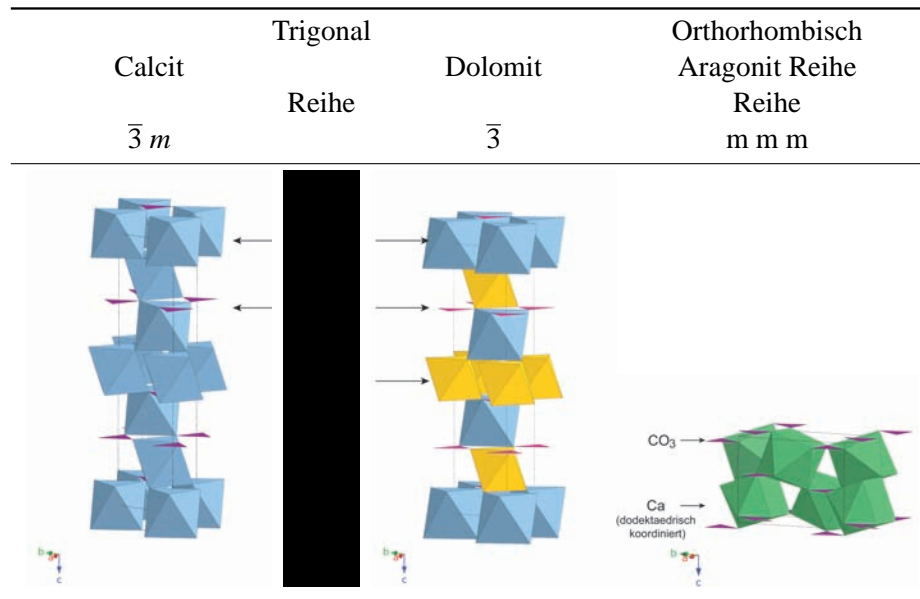 Trigonal Orthorhombisch
Calcit Dolomit Aragonit Reihe
Reihe Reihe
3̅ m 3̅ m m m
CO₃
Ca
(dodektaedrisch
koordiniert)
b a
c
b a
c
b a
c